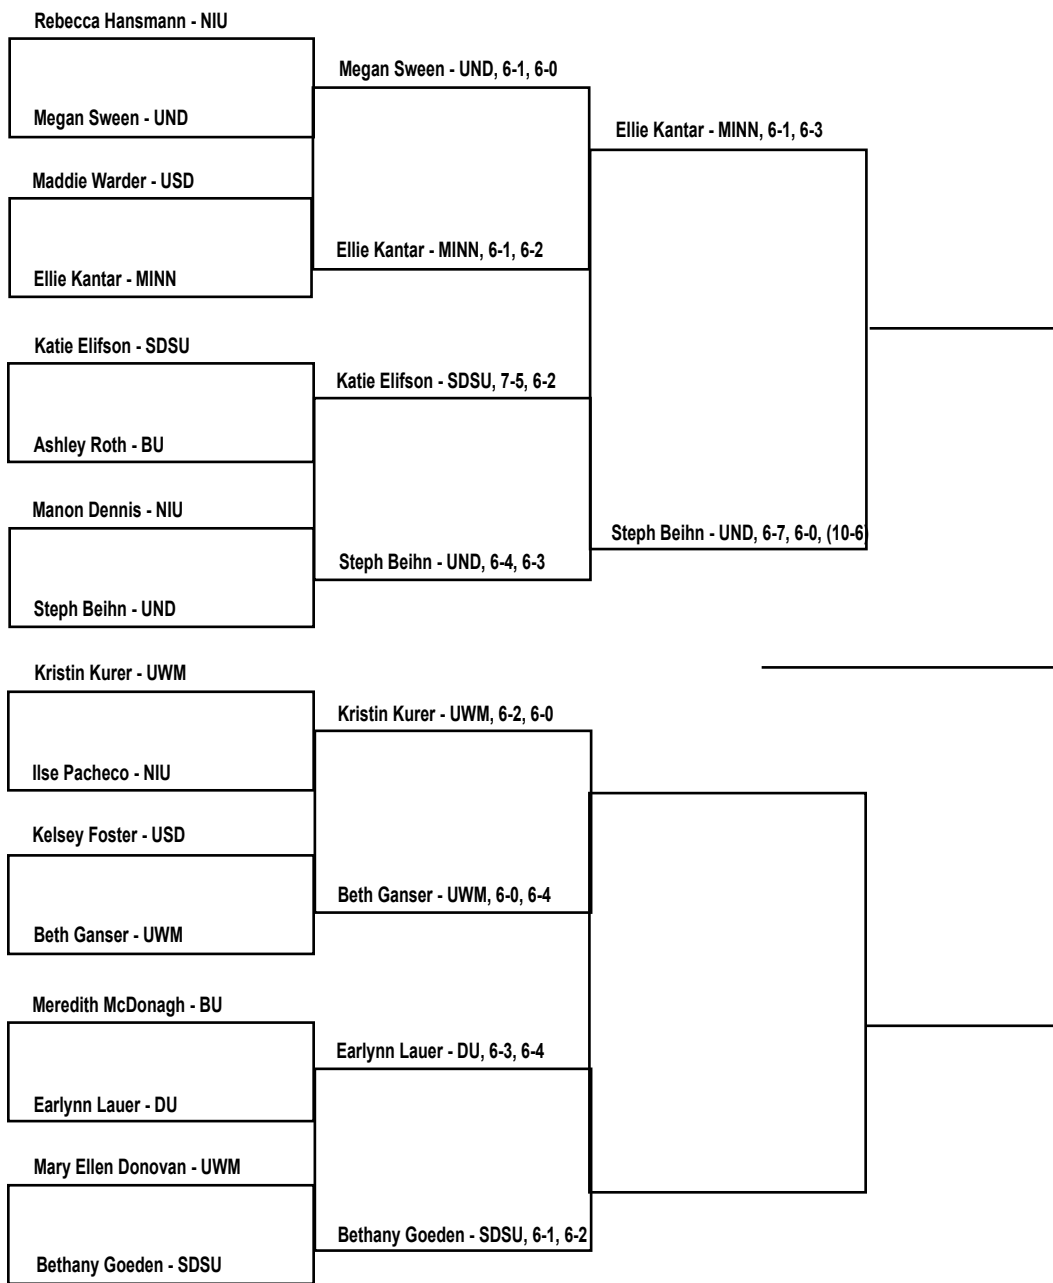 Rebecca Hansmann - NIU
Megan Sween - UND
Maddie Warder - USD
Ellie Kantar - MINN
Katie Elifson - SDSU
Ashley Roth - BU
Manon Dennis - NIU
Steph Beihn - UND
Kristin Kurer - UWM
Ilse Pacheco - NIU
Kelsey Foster - USD
Beth Ganser - UWM
Meredith McDonagh - BU
Earlynn Lauer - DU
Mary Ellen Donovan - UWM
Bethany Goeden - SDSU
Megan Sween - UND, 6-1, 6-0
Ellie Kantar - MINN, 6-1, 6-2
Katie Elifson - SDSU, 7-5, 6-2
Steph Beihn - UND, 6-4, 6-3
Kristin Kurer - UWM, 6-2, 6-0
Beth Ganser - UWM, 6-0, 6-4
Earlynn Lauer - DU, 6-3, 6-4
Bethany Goeden - SDSU, 6-1, 6-2
Ellie Kantar - MINN, 6-1, 6-3
Steph Beihn - UND, 6-7, 6-0, (10-6)